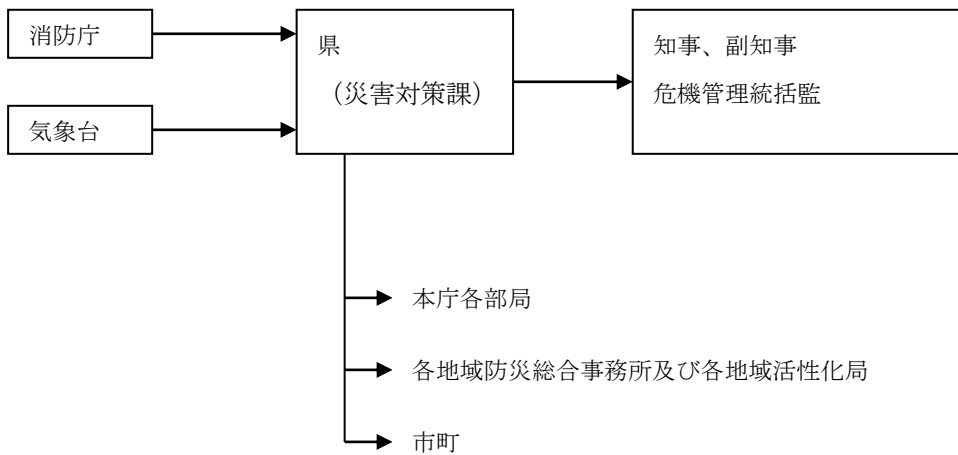 消防庁
気象台
県
（災害対策課）
知事、副知事
危機管理統括監
本庁各部局
各地域防災総合事務所及び各地域活性化局
市町